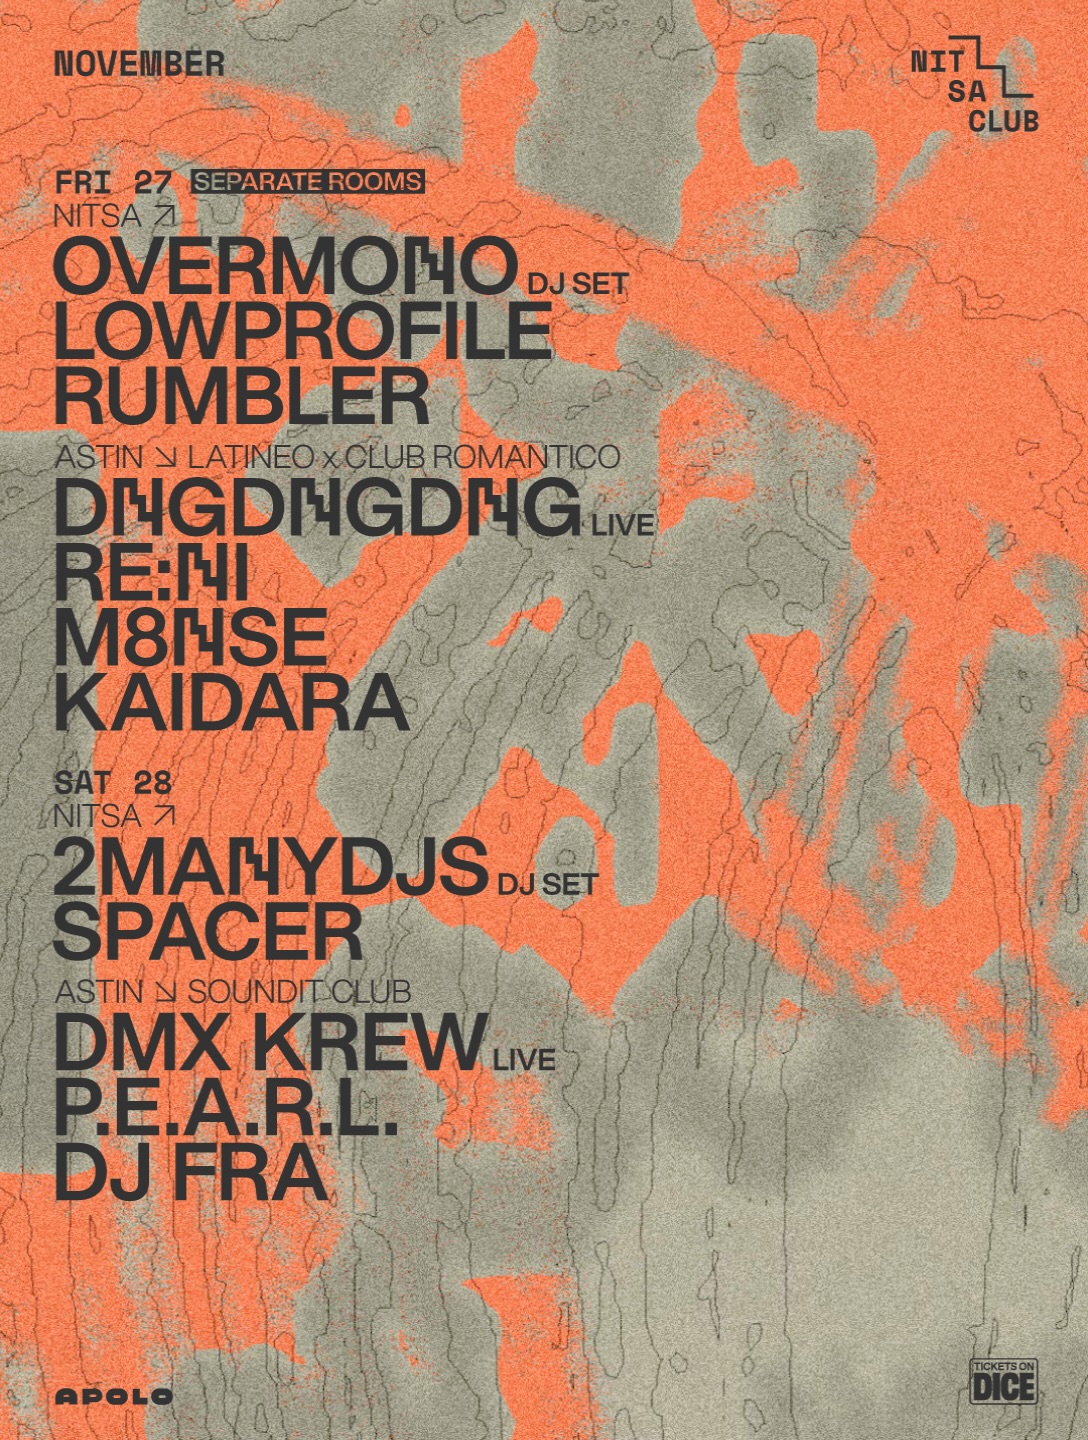 NOVEMBER
NIT
SA
CLUB
FRI 27 SEPARATE ROOMS
NITSA ↗
OVERMONO DJ SET
LOWPROFILE
RUMBLER
ASTIN ↘ LATINEO x CLUB ROMANTICO
DNGDNGDNG LIVE
RE:NI
M8NSE
KAIDARA
SAT 28
NITSA ↗
2MANYDJS DJ SET
SPACER
ASTIN ↘ SOUNDIT CLUB
DMX KREW LIVE
P.E.A.R.L.
DJ FRA
APOLO
TICKETS ON
DICE